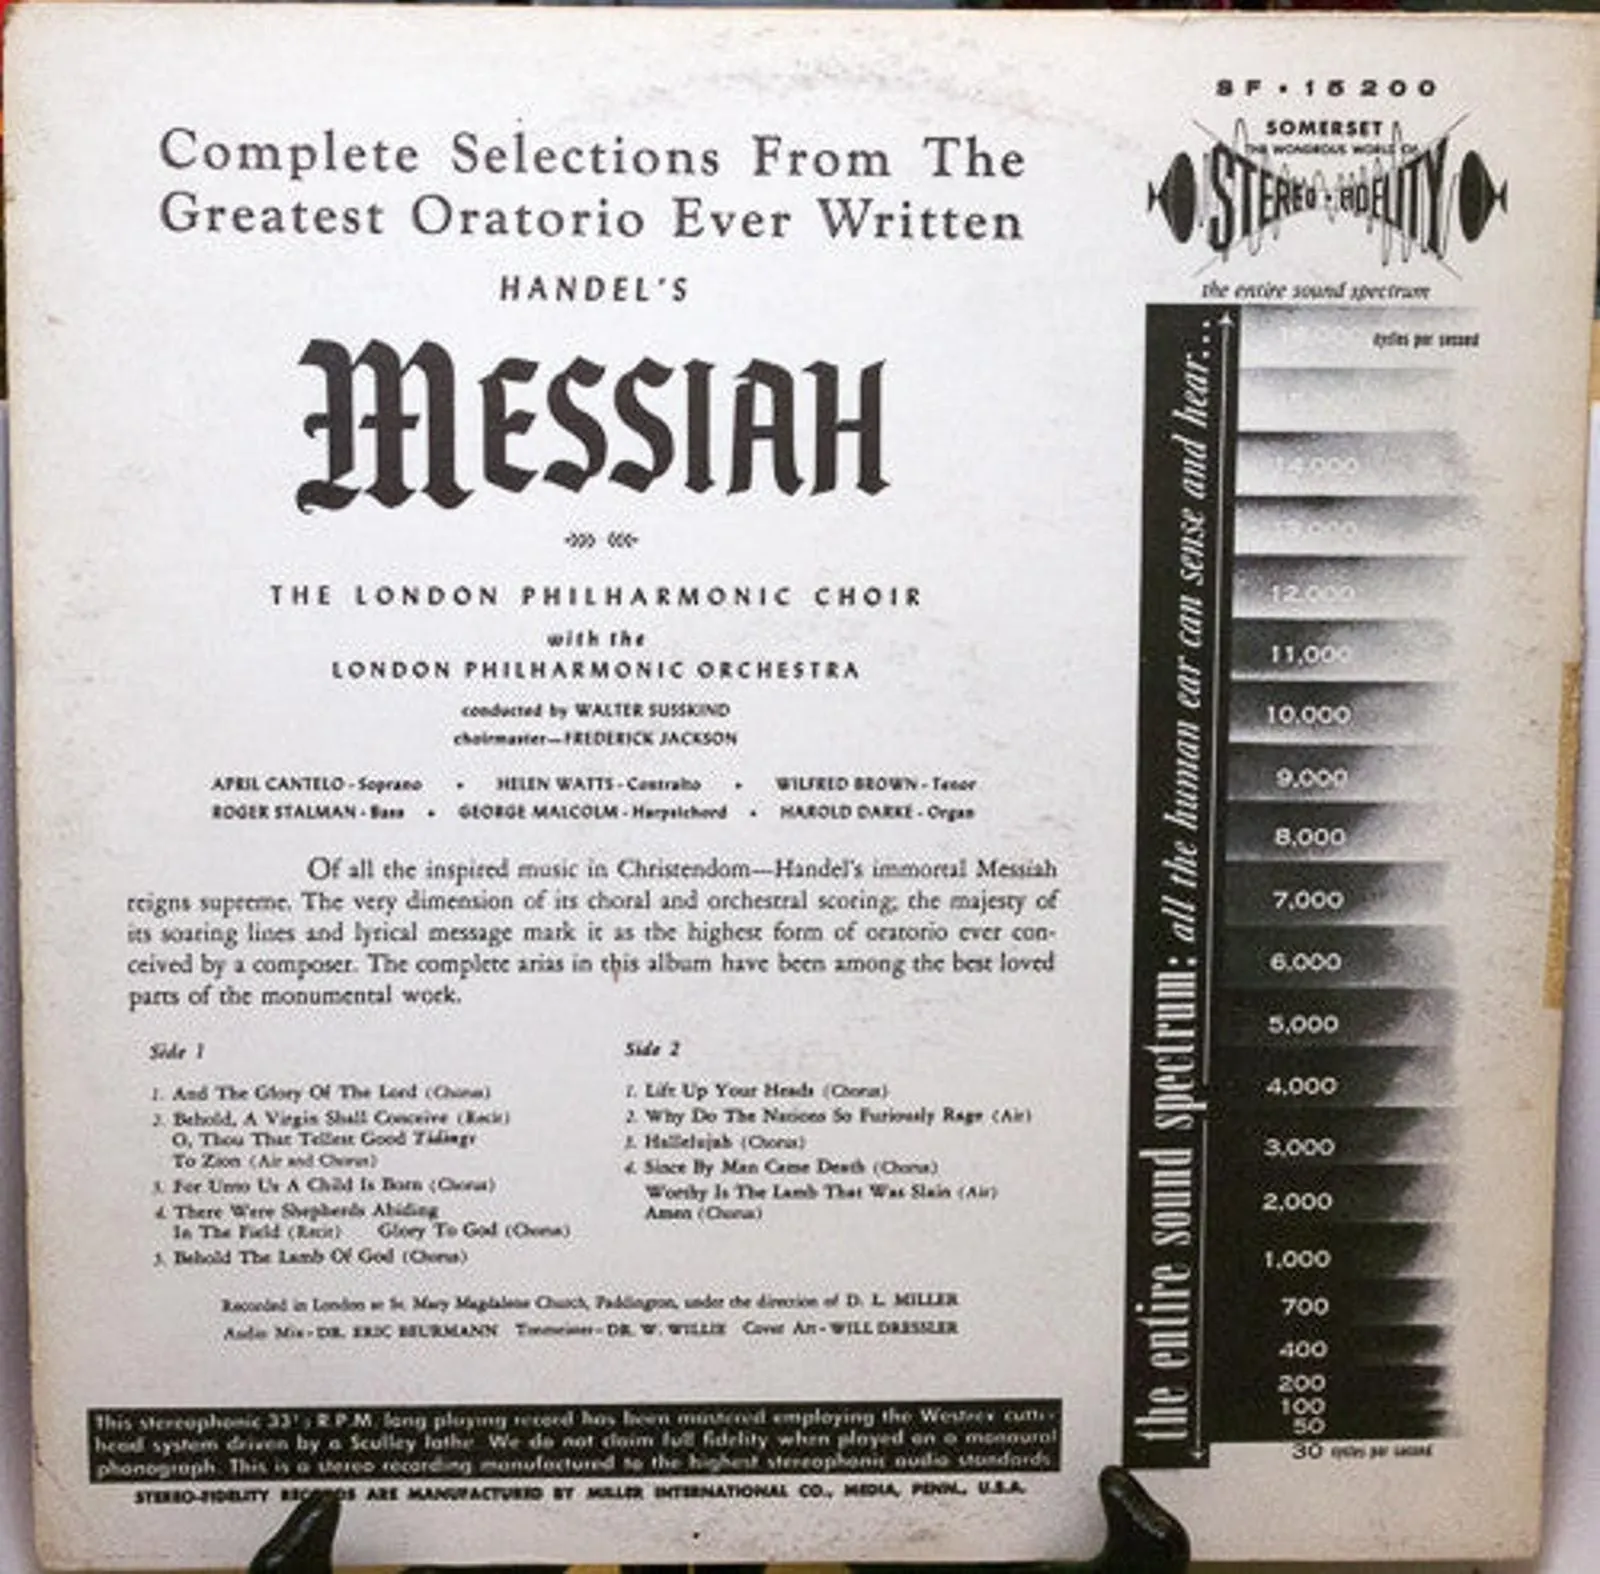 SF · 15200
SOMERSET
THE WONDROUS WORLD OF
STEREO-FIDELITY
the entire sound spectrum
Complete Selections From The
Greatest Oratorio Ever Written
HANDEL'S
MESSIAH
THE LONDON PHILHARMONIC CHOIR
with the
LONDON PHILHARMONIC ORCHESTRA
conducted by WALTER SUSSKIND
choirmaster—FREDERICK JACKSON
APRIL CANTELO - Soprano • HELEN WATTS - Contralto • WILFRED BROWN - Tenor
ROGER STALMAN - Bass • GEORGE MALCOLM - Harpsichord • HAROLD DARKE - Organ
Of all the inspired music in Christendom—Handel's immortal Messiah
reigns supreme. The very dimension of its choral and orchestral scoring; the majesty of
its soaring lines and lyrical message mark it as the highest form of oratorio ever con-
ceived by a composer. The complete arias in this album have been among the best loved
parts of the monumental work.
Side 1
1. And The Glory Of The Lord (Chorus)
2. Behold, A Virgin Shall Conceive (Recit)
O, Thou That Tellest Good Tidings
To Zion (Air and Chorus)
3. For Unto Us A Child Is Born (Chorus)
4. There Were Shepherds Abiding
In The Field (Recit) Glory To God (Chorus)
5. Behold The Lamb Of God (Chorus)
Side 2
1. Lift Up Your Heads (Chorus)
2. Why Do The Nations So Furiously Rage (Air)
3. Hallelujah (Chorus)
4. Since By Man Came Death (Chorus)
Worthy Is The Lamb That Was Slain (Air)
Amen (Chorus)
Recorded in London at St. Mary Magdalene Church, Paddington, under the direction of D. L. MILLER
Audio Mix - DR. ERIC BEURMANN Tonmeister - DR. W. WILLIE Cover Art - WILL DRESSLER
This stereophonic 33⅓ R.P.M. long playing record has been mastered employing the Westrex cutter
head system driven by a Sculley lathe. We do not claim full fidelity when played on a monaural
phonograph. This is a stereo recording manufactured to the highest stereophonic audio standards.
STEREO-FIDELITY RECORDS ARE MANUFACTURED BY MILLER INTERNATIONAL CO., MEDIA, PENN., U.S.A.
the entire sound spectrum: all the human ear can sense and hear...
cycles per second
14,000
13,000
12,000
11,000
10,000
9,000
8,000
7,000
6,000
5,000
4,000
3,000
2,000
1,000
700
400
200
100
50
30 cycles per second